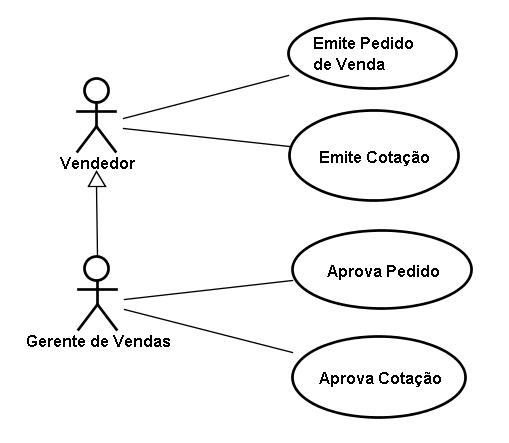 Emite Pedido
de Venda
Vendedor
Emite Cotação
Aprova Pedido
Gerente de Vendas
Aprova Cotação